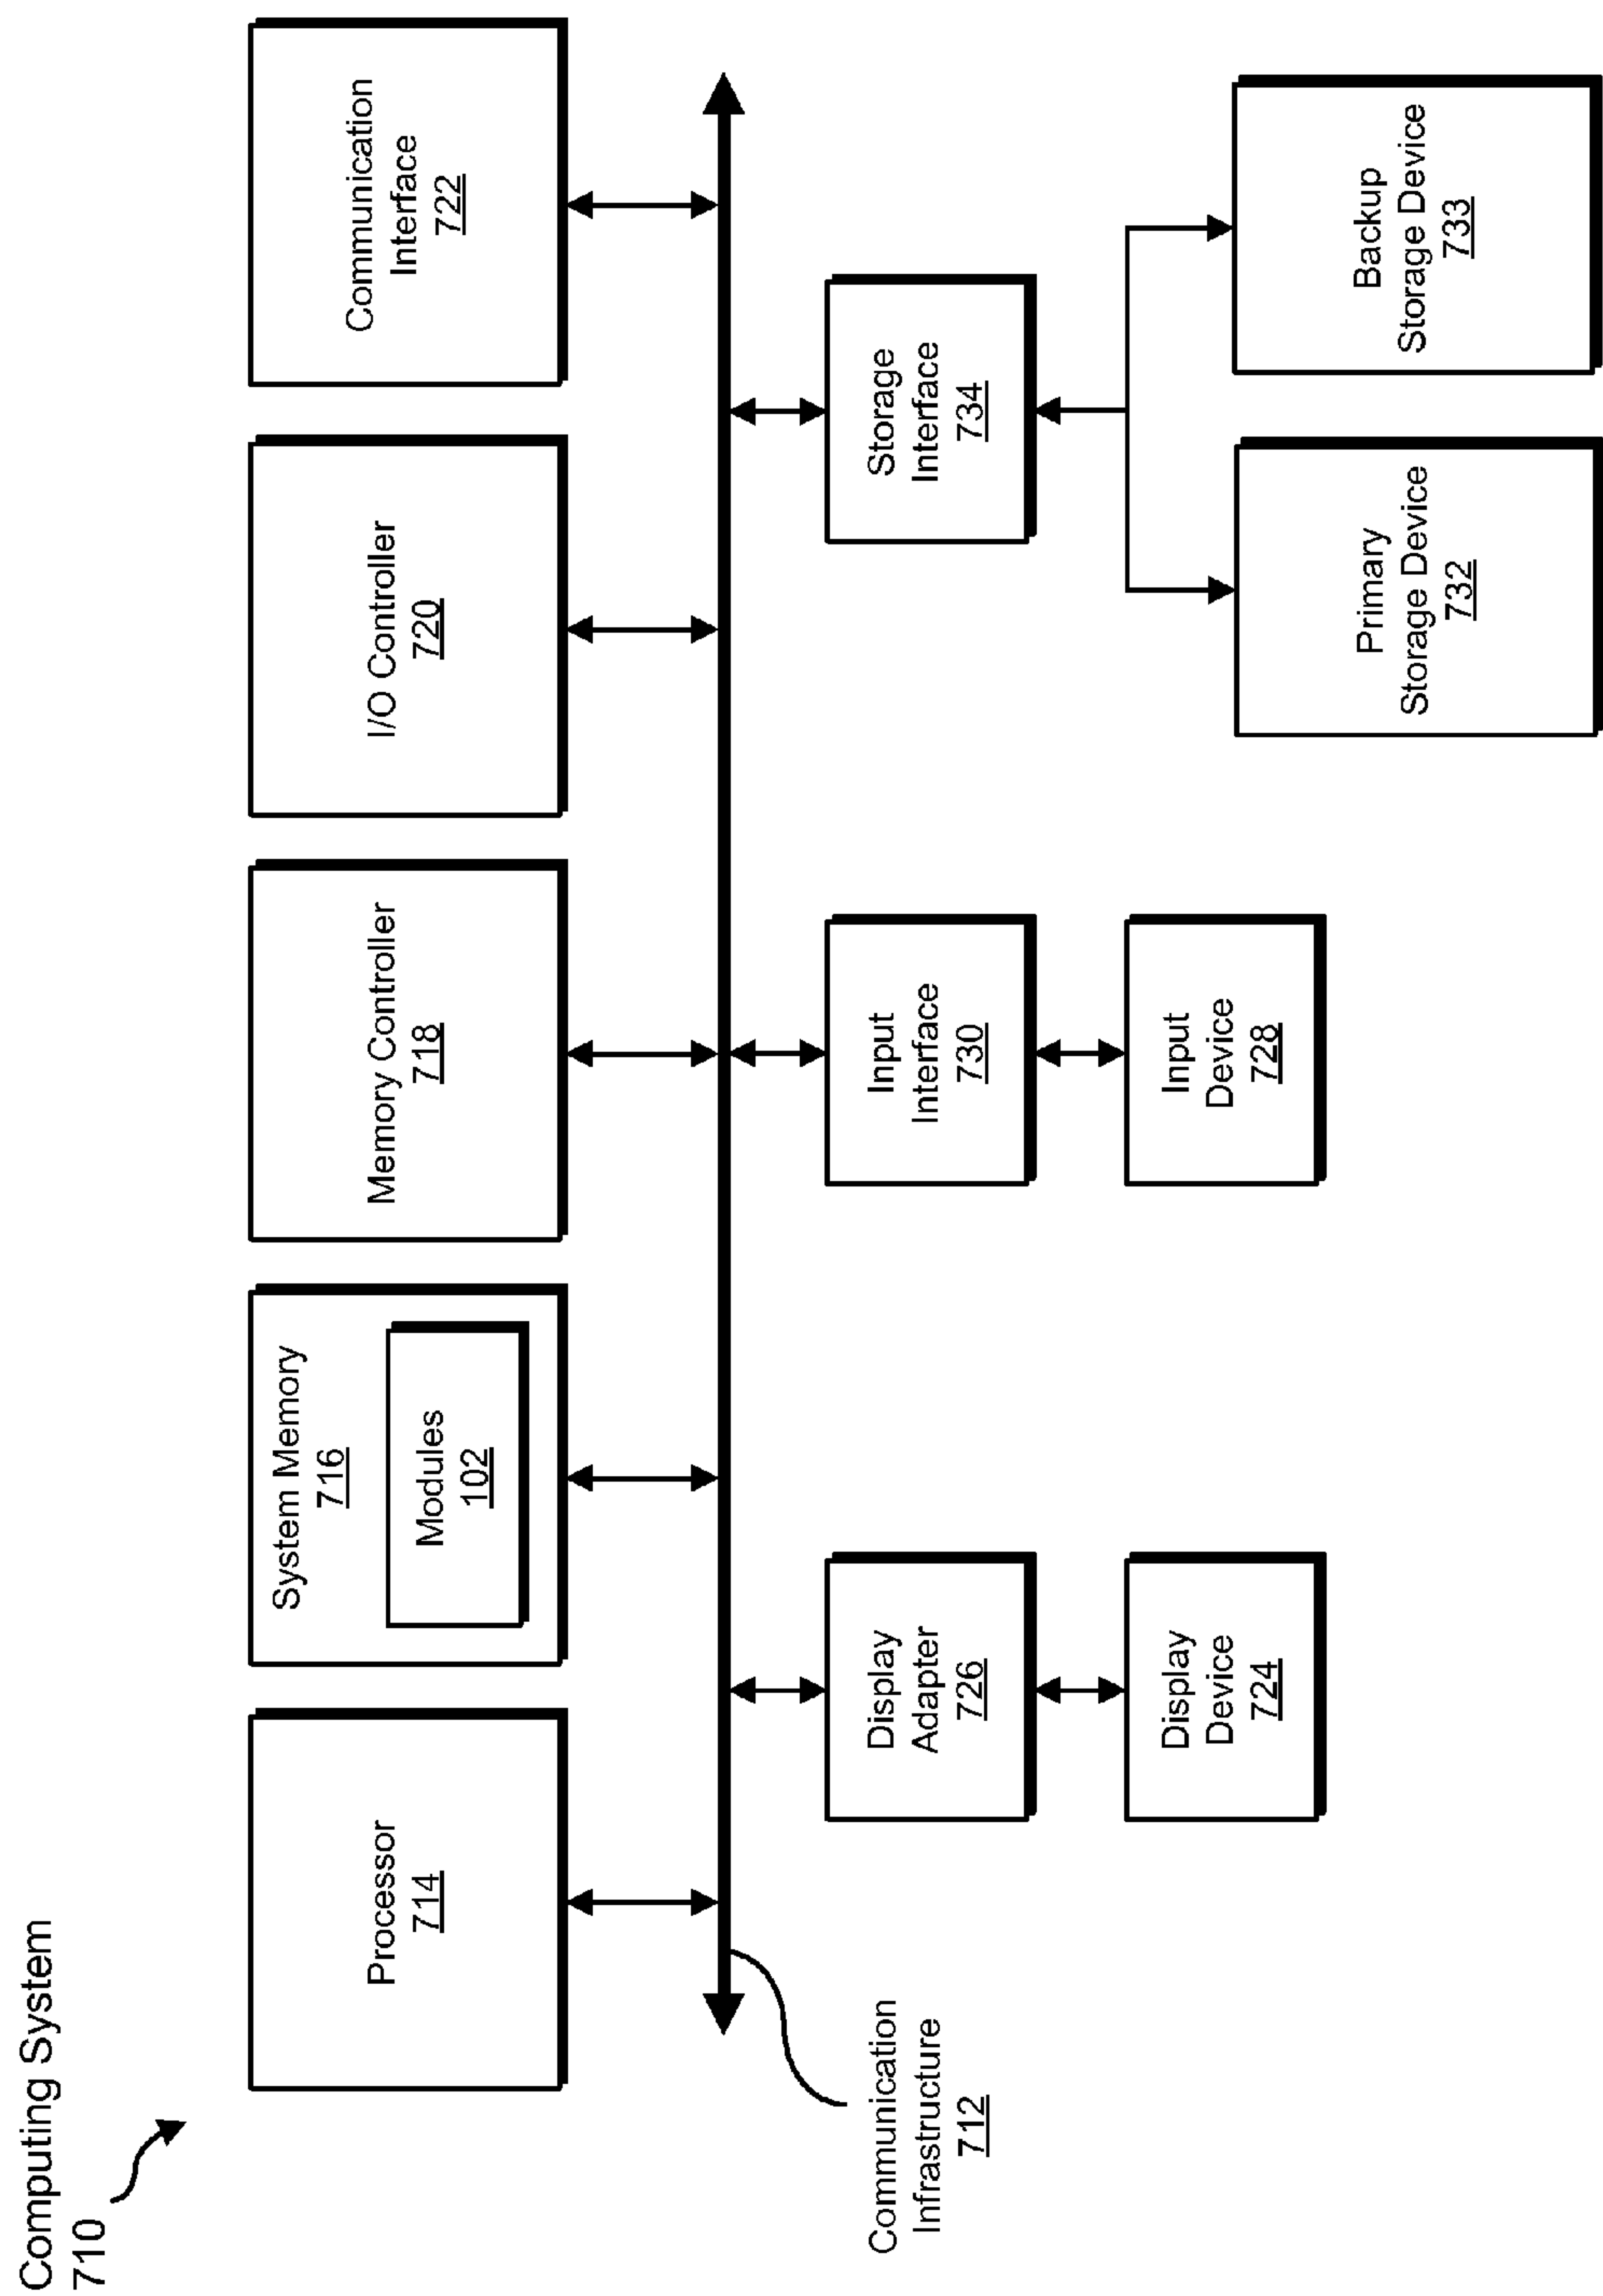 Computing System
710
Processor
714
System Memory
716
Modules
102
Memory Controller
718
I/O Controller
720
Communication
Interface
722
Communication
Infrastructure
712
Display
Adapter
726
Input
Interface
730
Storage
Interface
734
Display
Device
724
Input
Device
728
Primary
Storage Device
732
Backup
Storage Device
733